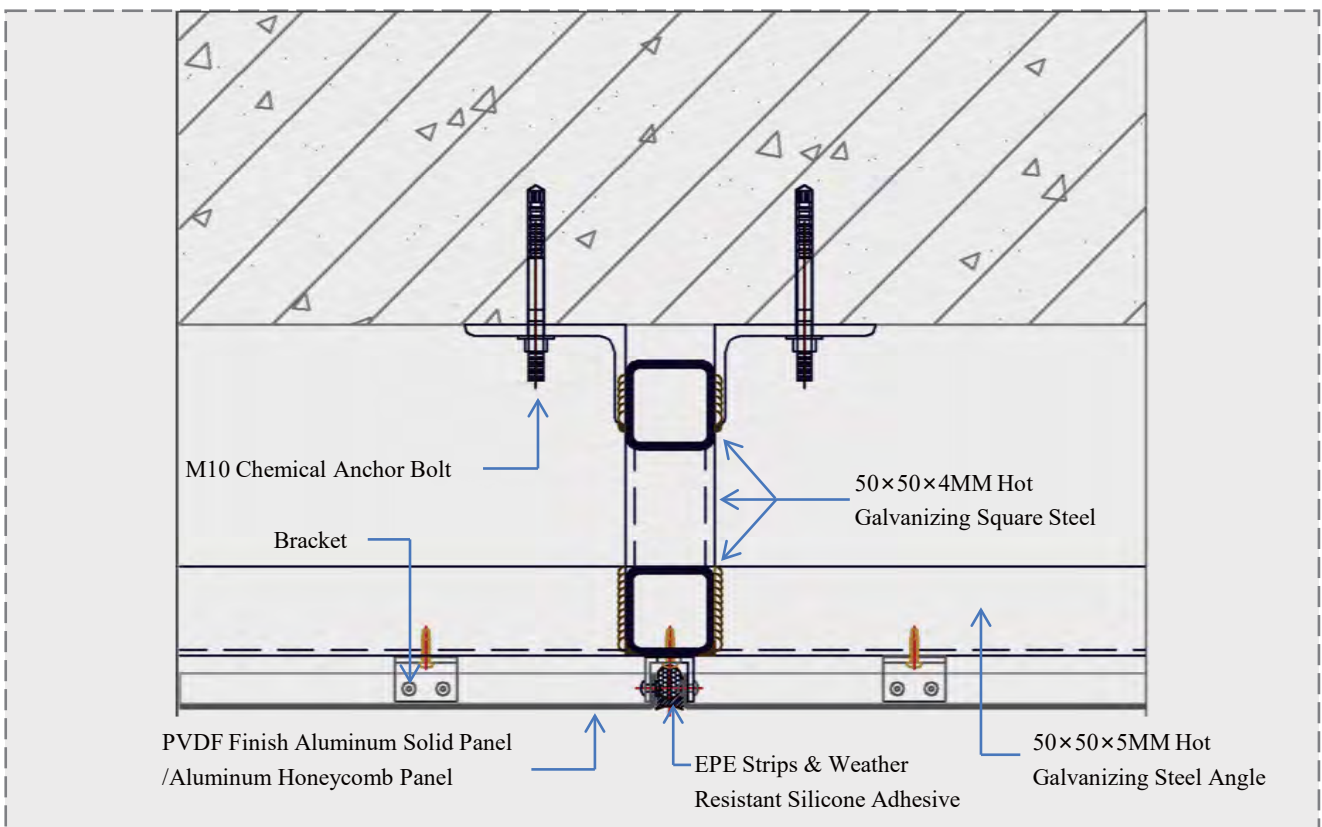 M10 Chemical Anchor Bolt
50×50×4MM Hot
Galvanizing Square Steel
Bracket
PVDF Finish Aluminum Solid Panel
/Aluminum Honeycomb Panel
EPE Strips & Weather
Resistant Silicone Adhesive
50×50×5MM Hot
Galvanizing Steel Angle